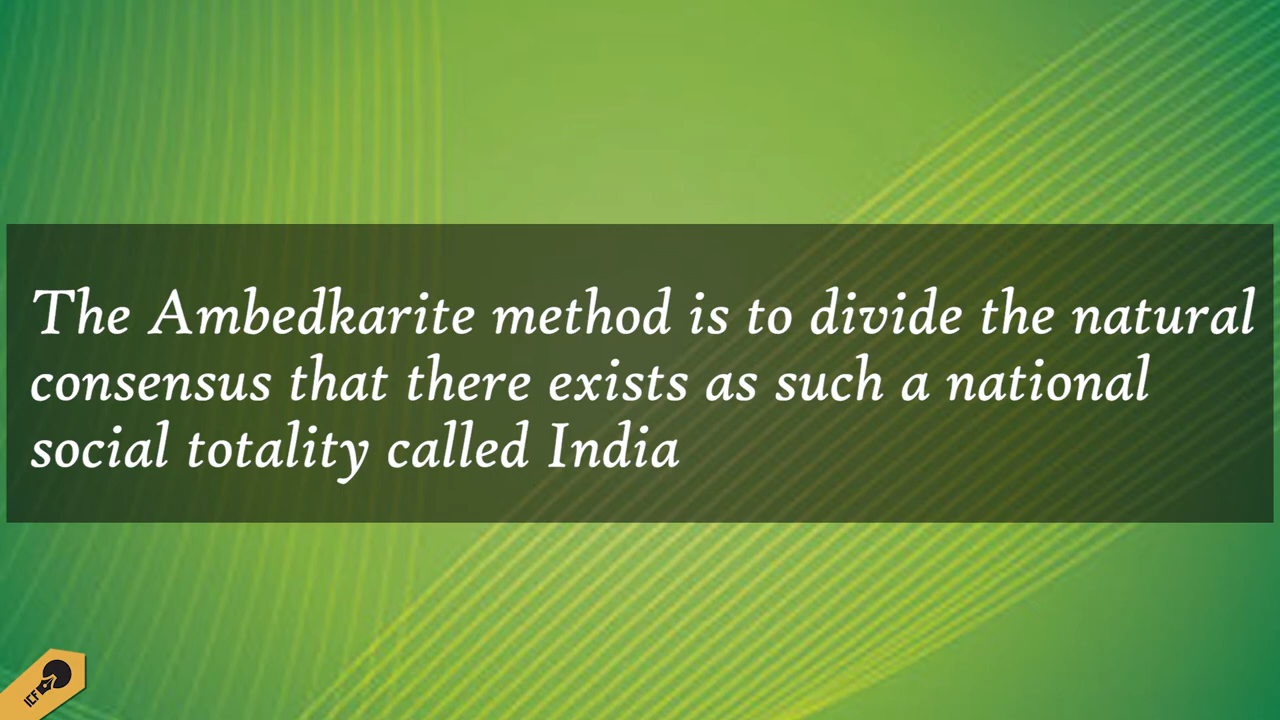 The Ambedkarite method is to divide the natural
consensus that there exists as such a national
social totality called India
ICF